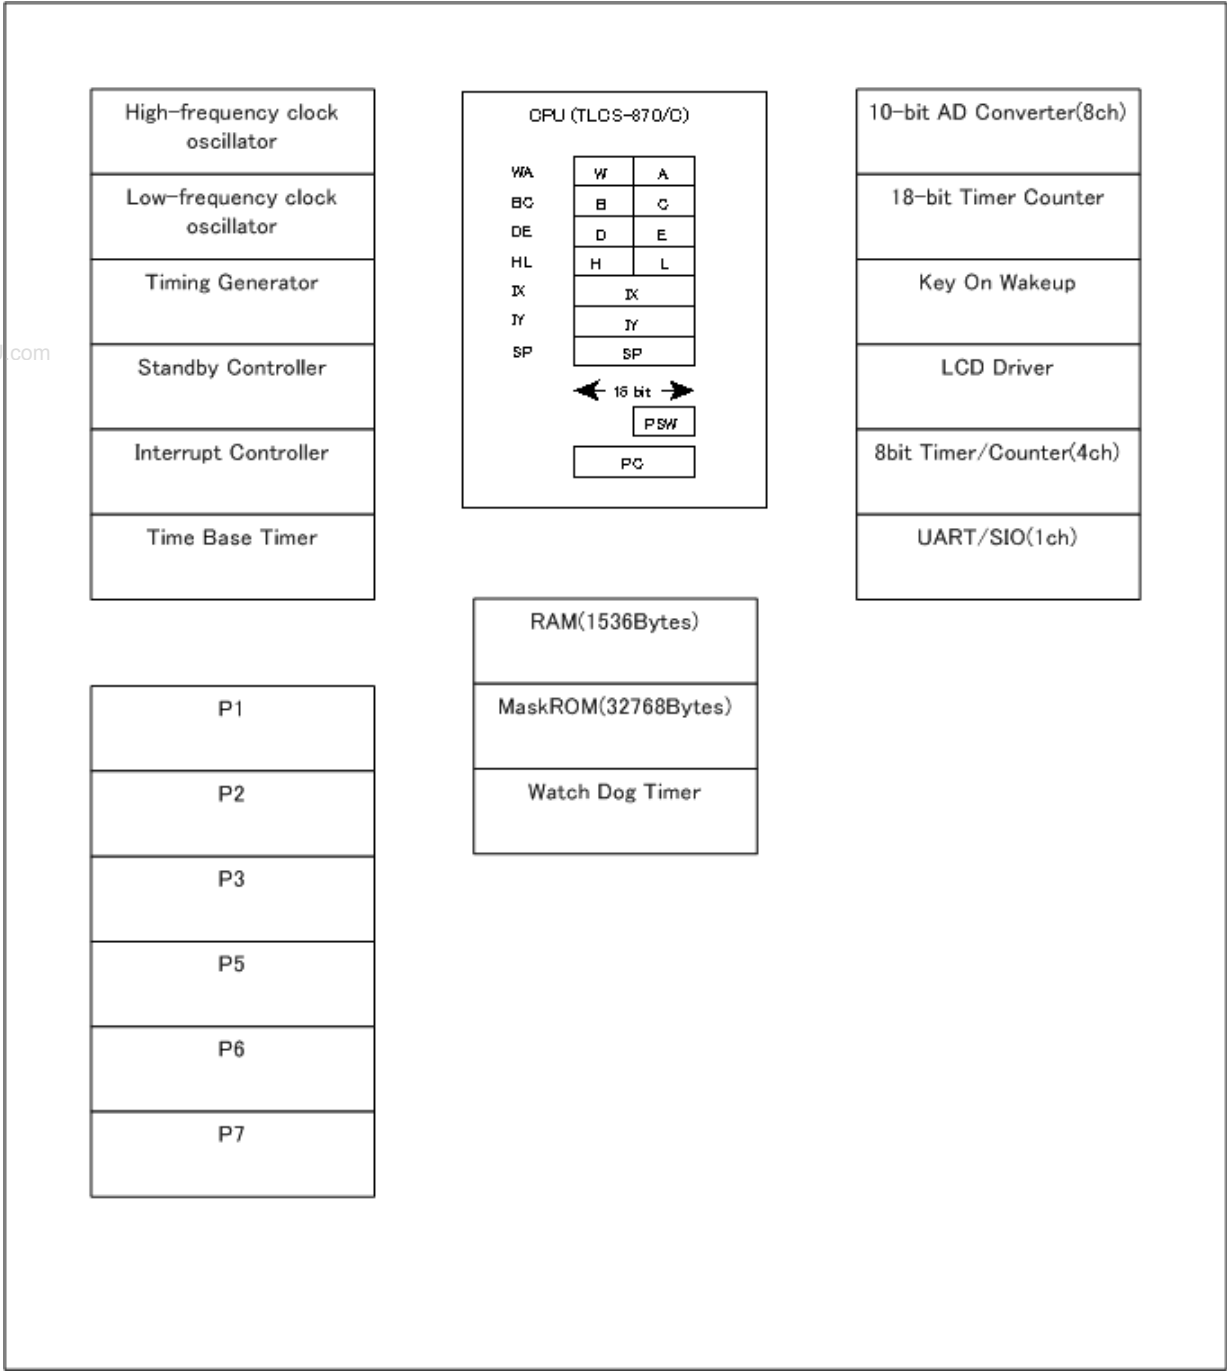 High-frequency clock
oscillator
Low-frequency clock
oscillator
Timing Generator
Standby Controller
Interrupt Controller
Time Base Timer
CPU (TLCS-870/C)
WA W A
BC B C
DE D E
HL H L
IX IX
IY IY
SP SP
16 bit
PSW
PC
10-bit AD Converter(8ch)
18-bit Timer Counter
Key On Wakeup
LCD Driver
8bit Timer/Counter(4ch)
UART/SIO(1ch)
RAM(1536Bytes)
MaskROM(32768Bytes)
Watch Dog Timer
P1
P2
P3
P5
P6
P7
.com